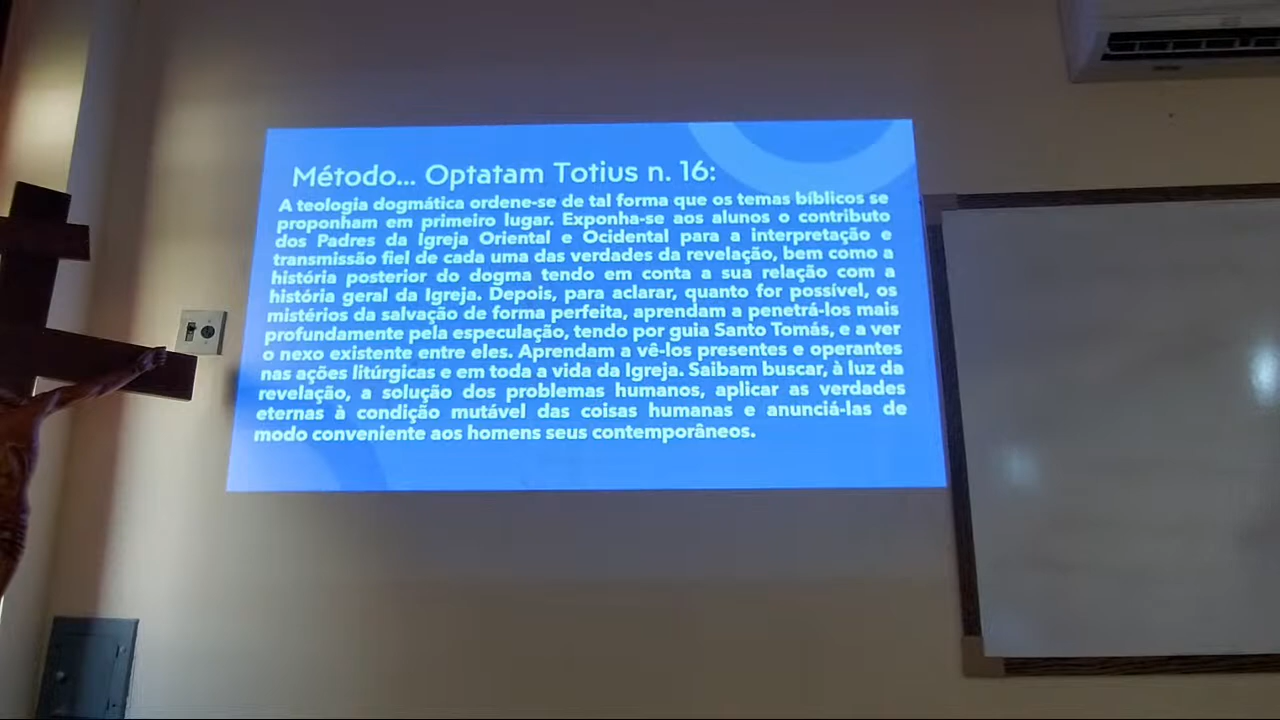 Método... Optatam Totius n. 16:
A teologia dogmática ordene-se de tal forma que os temas bíblicos se
proponham em primeiro lugar. Exponha-se aos alunos o contributo
dos Padres da Igreja Oriental e Ocidental para a interpretação e
transmissão fiel de cada uma das verdades da revelação, bem como a
história posterior do dogma tendo em conta a sua relação com a
história geral da Igreja. Depois, para aclarar, quanto for possível, os
mistérios da salvação de forma perfeita, aprendam a penetrá-los mais
profundamente pela especulação, tendo por guia Santo Tomás, e a ver
o nexo existente entre eles. Aprendam a vê-los presentes e operantes
nas ações litúrgicas e em toda a vida da Igreja. Saibam buscar, à luz da
revelação, a solução dos problemas humanos, aplicar as verdades
eternas à condição mutável das coisas humanas e anunciá-las de
modo conveniente aos homens seus contemporâneos.